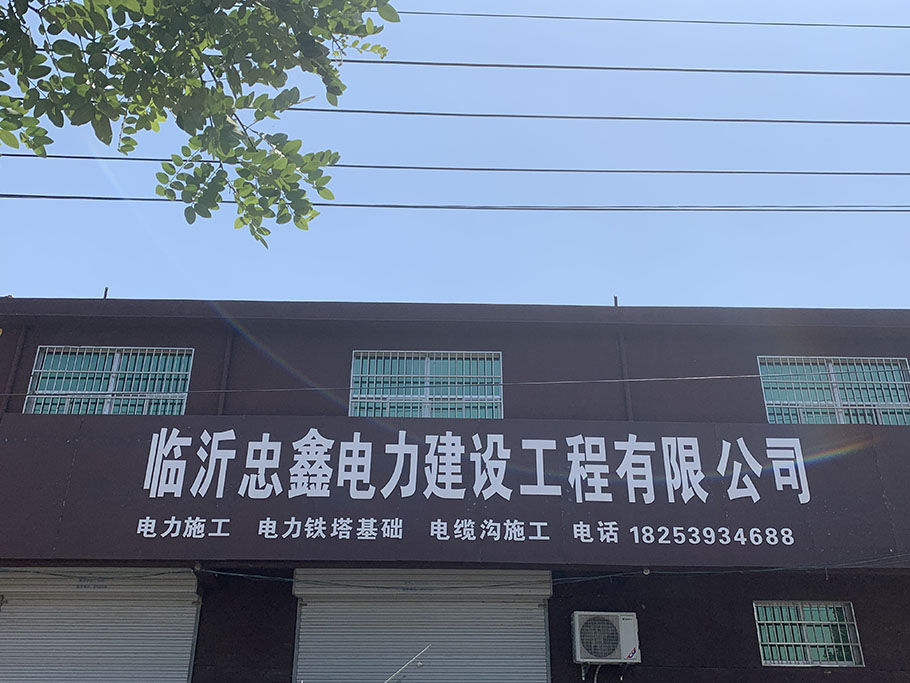 临沂忠鑫电力建设工程有限公司
电力施工 电力铁塔基础 电缆沟施工 电话 18253934688